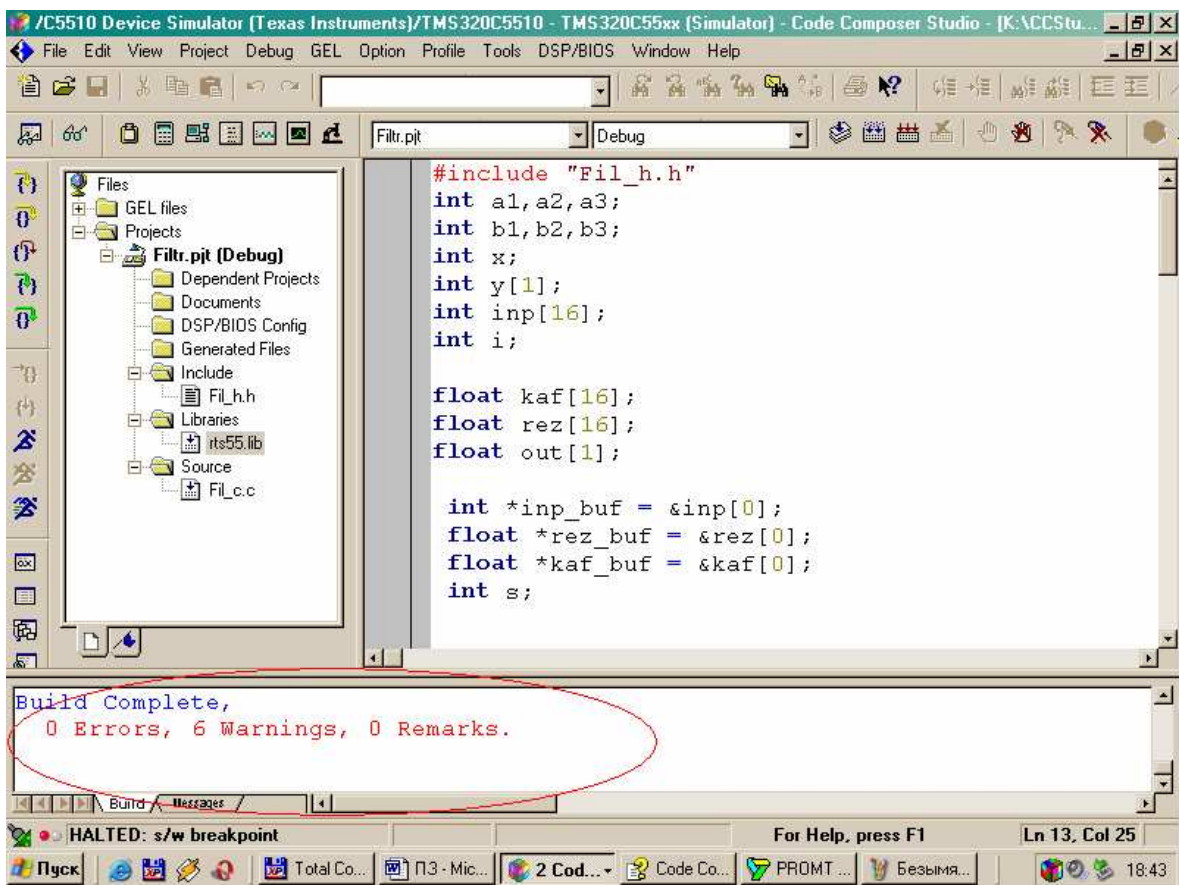 /C5510 Device Simulator (Texas Instruments)/TMS320C5510 - TMS320C55xx (Simulator) - Code Composer Studio - [K:\CCStu...
File Edit View Project Debug GEL Option Profile Tools DSP/BIOS Window Help
Filtr.pjt Debug
Files
GEL files
Projects
Filtr.pjt (Debug)
Dependent Projects
Documents
DSP/BIOS Config
Generated Files
Include
Fil_h.h
Libraries
rts55.lib
Source
Fil_c.c
#include "Fil_h.h"
int a1,a2,a3;
int b1,b2,b3;
int x;
int y[1];
int inp[16];
int i;
float kaf[16];
float rez[16];
float out[1];
int *inp_buf = &inp[0];
float *rez_buf = &rez[0];
float *kaf_buf = &kaf[0];
int s;
Build Complete,
0 Errors, 6 Warnings, 0 Remarks.
Build Messages
HALTED: s/w breakpoint For Help, press F1 Ln 13, Col 25
Пуск Total Co... ПЗ - Mic... 2 Cod... Code Co... PROMT ... Безымя... 18:43